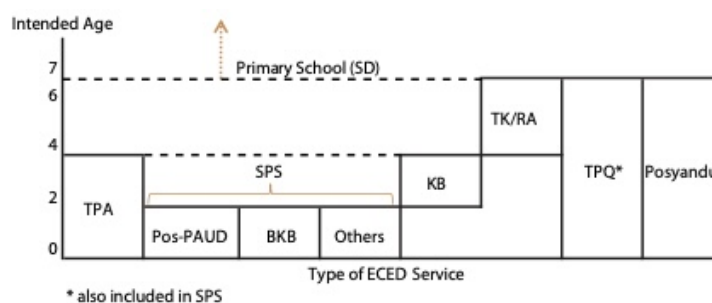 Intended Age
7
Primary School (SD)
6
TK/RA
4
SPS
KB
TPQ*
Posyandu
2
TPA
Pos-PAUD
BKB
Others
0
Type of ECED Service
* also included in SPS